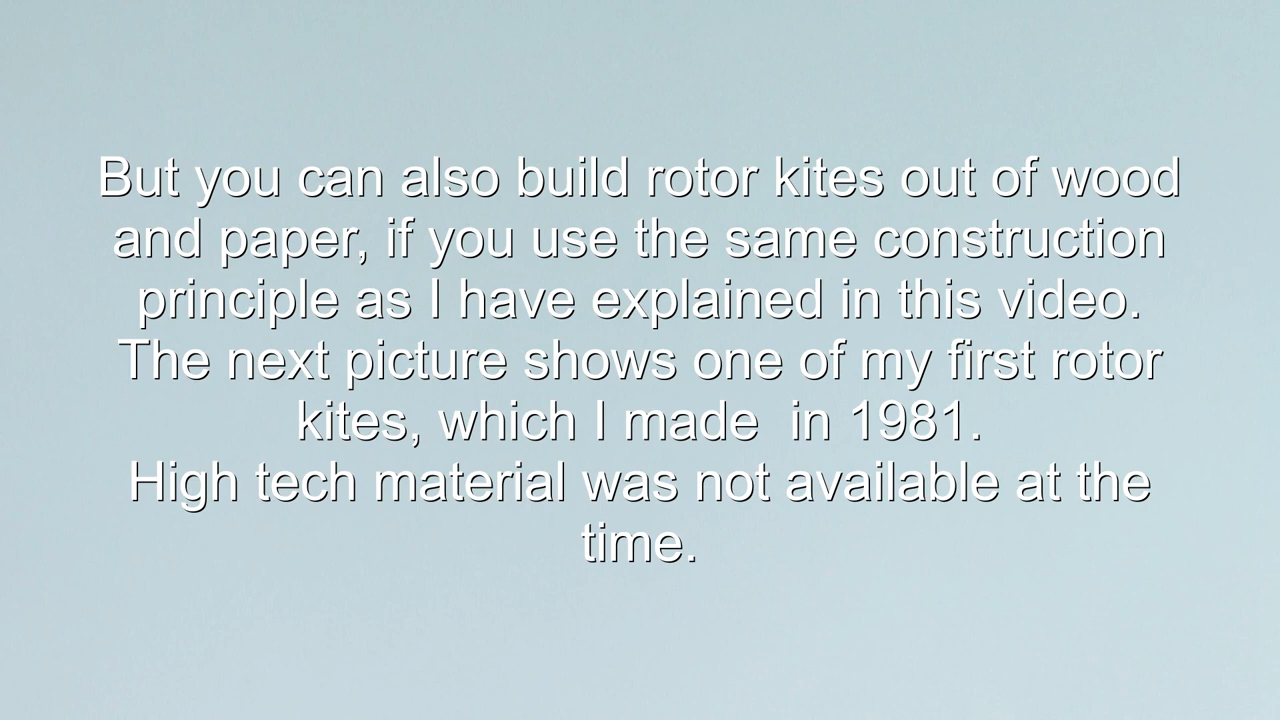 But you can also build rotor kites out of wood
and paper, if you use the same construction
principle as I have explained in this video.
The next picture shows one of my first rotor
kites, which I made  in 1981.
High tech material was not available at the
time.